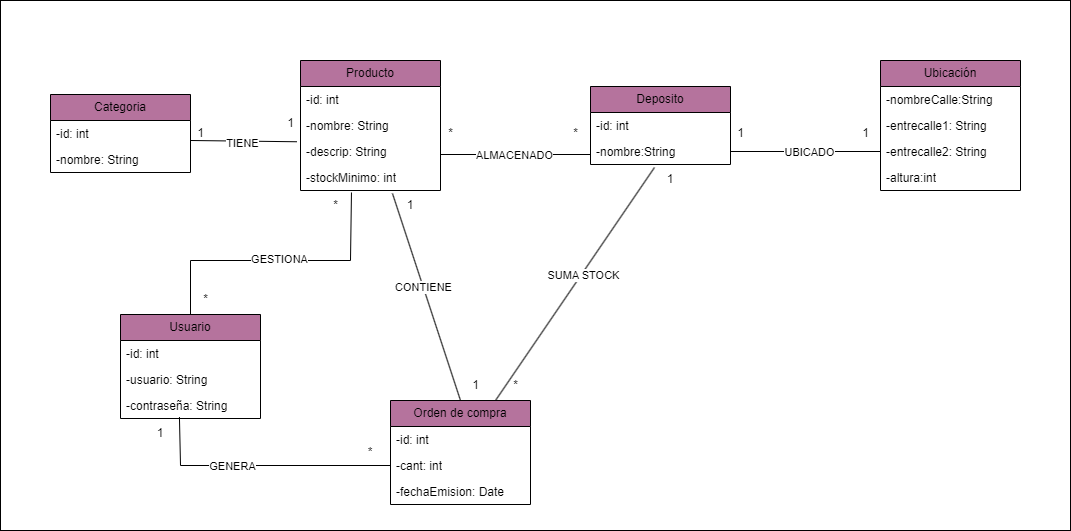 Categoria
-id: int
-nombre: String
1
TIENE
1
Producto
-id: int
-nombre: String
-descrip: String
-stockMinimo: int
*
ALMACENADO
*
Deposito
-id: int
-nombre:String
1
UBICADO
1
Ubicación
-nombreCalle:String
-entrecalle1: String
-entrecalle2: String
-altura:int
*
GESTIONA
*
1
CONTIENE
1
1
SUMA STOCK
*
Usuario
-id: int
-usuario: String
-contraseña: String
1
GENERA
*
Orden de compra
-id: int
-cant: int
-fechaEmision: Date